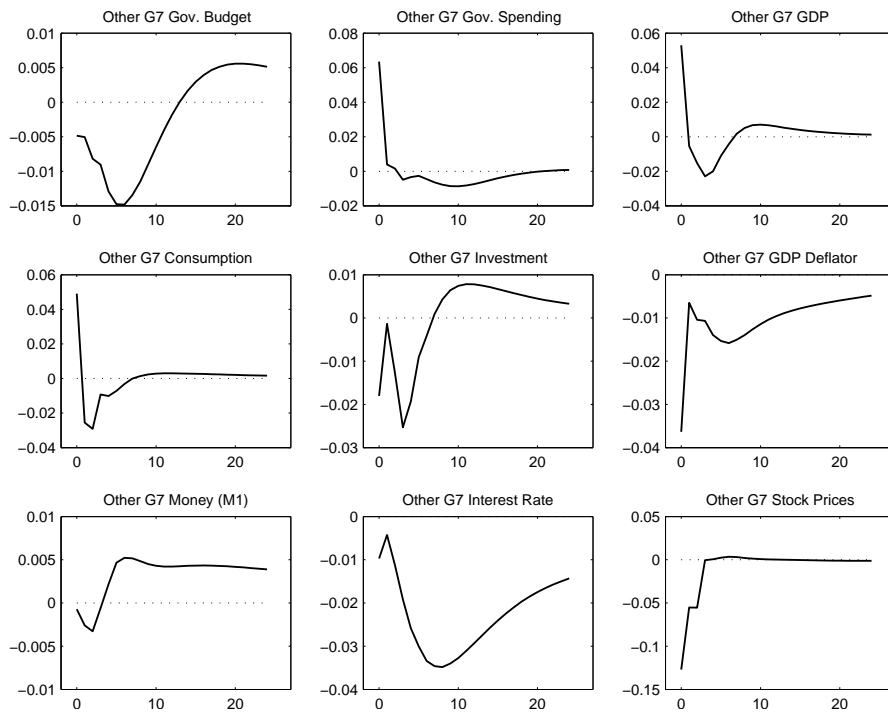 Other G7 Gov. Budget
0.01
0.005
0
−0.005
−0.01
−0.015
0 10 20
Other G7 Gov. Spending
0.08
0.06
0.04
0.02
0
−0.02
0 10 20
Other G7 GDP
0.06
0.04
0.02
0
−0.02
−0.04
0 10 20
Other G7 Consumption
0.06
0.04
0.02
0
−0.02
−0.04
0 10 20
Other G7 Investment
0.01
0
−0.01
−0.02
−0.03
0 10 20
Other G7 GDP Deflator
0
−0.01
−0.02
−0.03
−0.04
0 10 20
Other G7 Money (M1)
0.01
0.005
0
−0.005
−0.01
0 10 20
Other G7 Interest Rate
0
−0.01
−0.02
−0.03
−0.04
0 10 20
Other G7 Stock Prices
0.05
0
−0.05
−0.1
−0.15
0 10 20